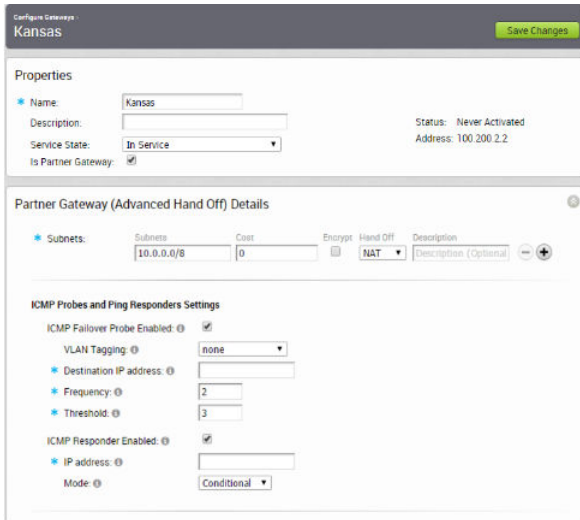 Configure Gateways -
Kansas
Save Changes
Properties
* Name: Kansas
Description:
Status: Never Activated
Service State: In Service
Address: 100.200.2.2
Is Partner Gateway:
Partner Gateway (Advanced Hand Off) Details
* Subnets:
Subnets Cost Encrypt Hand Off Description
10.0.0.0/8 0 NAT Description (Optional
ICMP Probes and Ping Responders Settings
ICMP Failover Probe Enabled:
VLAN Tagging: none
* Destination IP address:
* Frequency: 2
* Threshold: 3
ICMP Responder Enabled:
* IP address:
Mode: Conditional